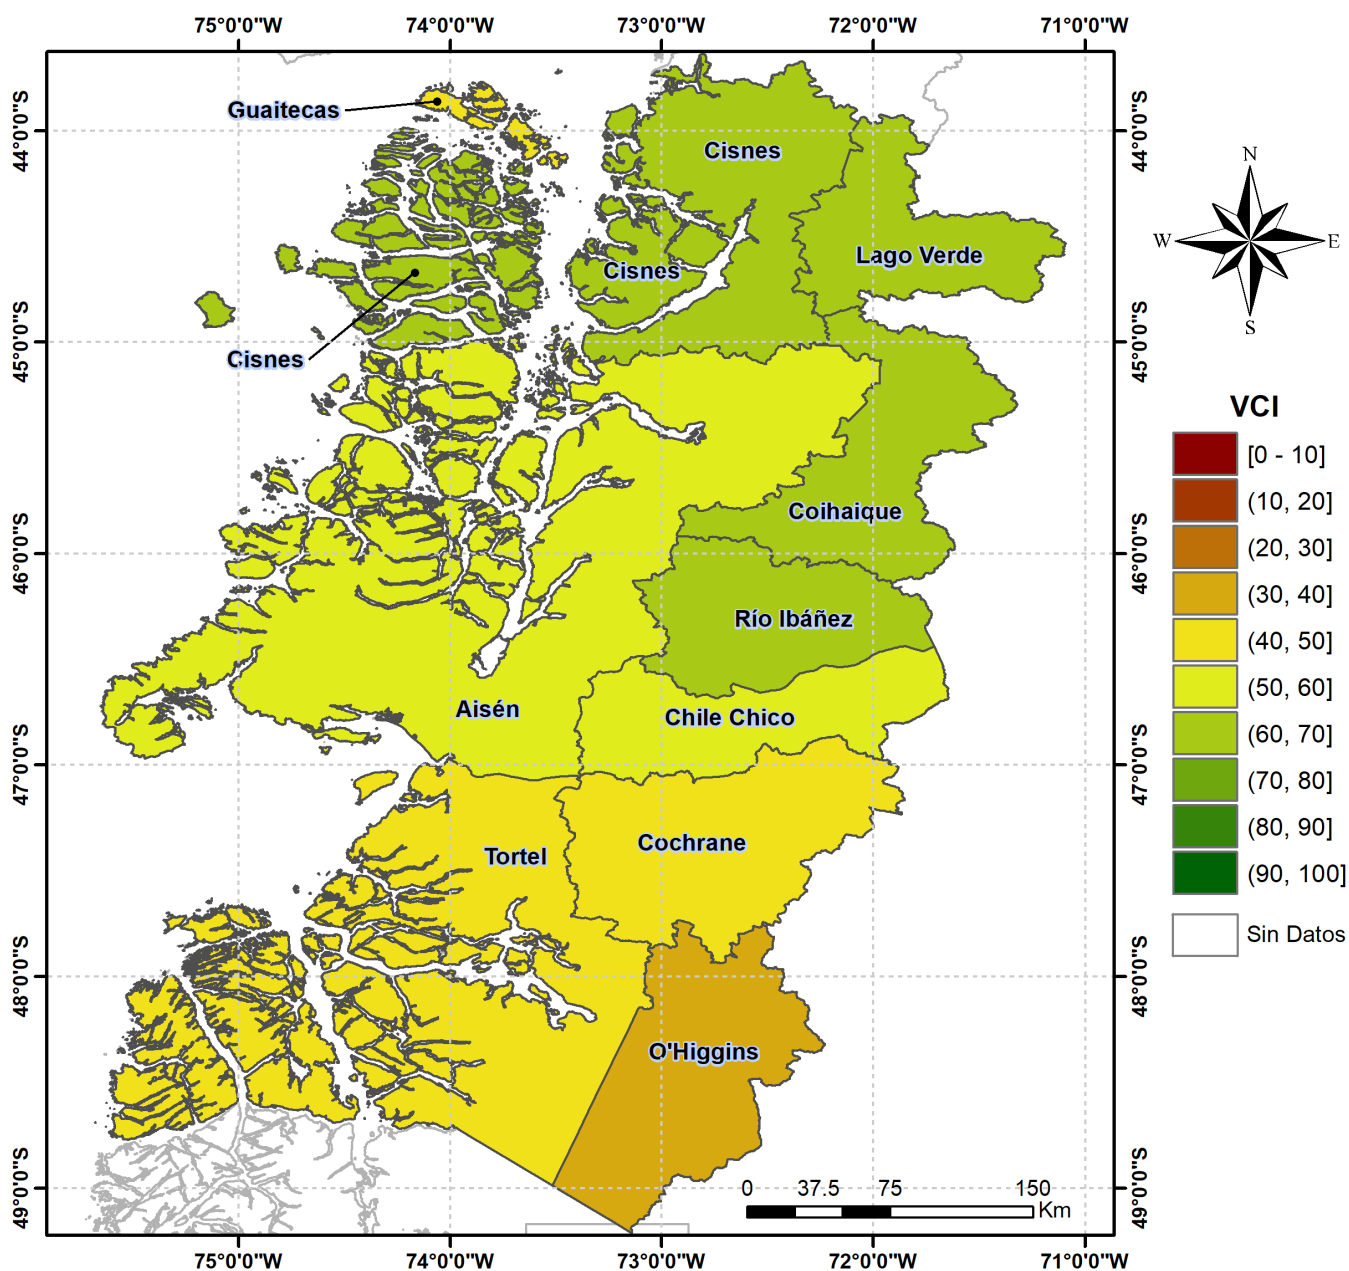 75°0'0"W 74°0'0"W 73°0'0"W 72°0'0"W 71°0'0"W
44°0'0"S
45°0'0"S
46°0'0"S
47°0'0"S
48°0'0"S
49°0'0"S
Guaitecas
Cisnes
Lago Verde
Cisnes
Cisnes
Coihaique
Río Ibáñez
Aisén
Chile Chico
Cochrane
Tortel
O'Higgins
0 37.5 75 150
Km
44°0'0"S
45°0'0"S
46°0'0"S
47°0'0"S
48°0'0"S
49°0'0"S
75°0'0"W 74°0'0"W 73°0'0"W 72°0'0"W 71°0'0"W
N
W E
S
VCI
[0 - 10]
(10, 20]
(20, 30]
(30, 40]
(40, 50]
(50, 60]
(60, 70]
(70, 80]
(80, 90]
(90, 100]
Sin Datos